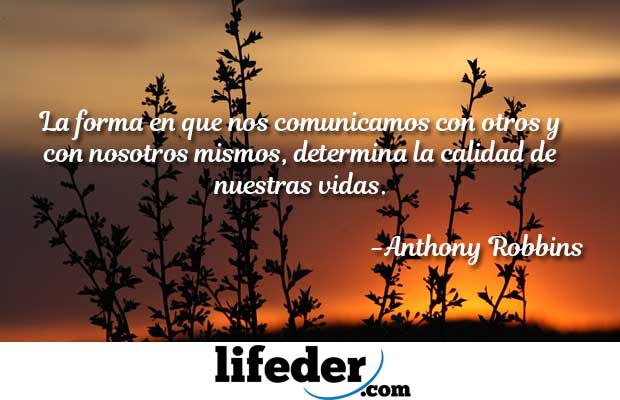 La forma en que nos comunicamos con otros y
con nosotros mismos, determina la calidad de
nuestras vidas.
-Anthony Robbins
lifeder
.com